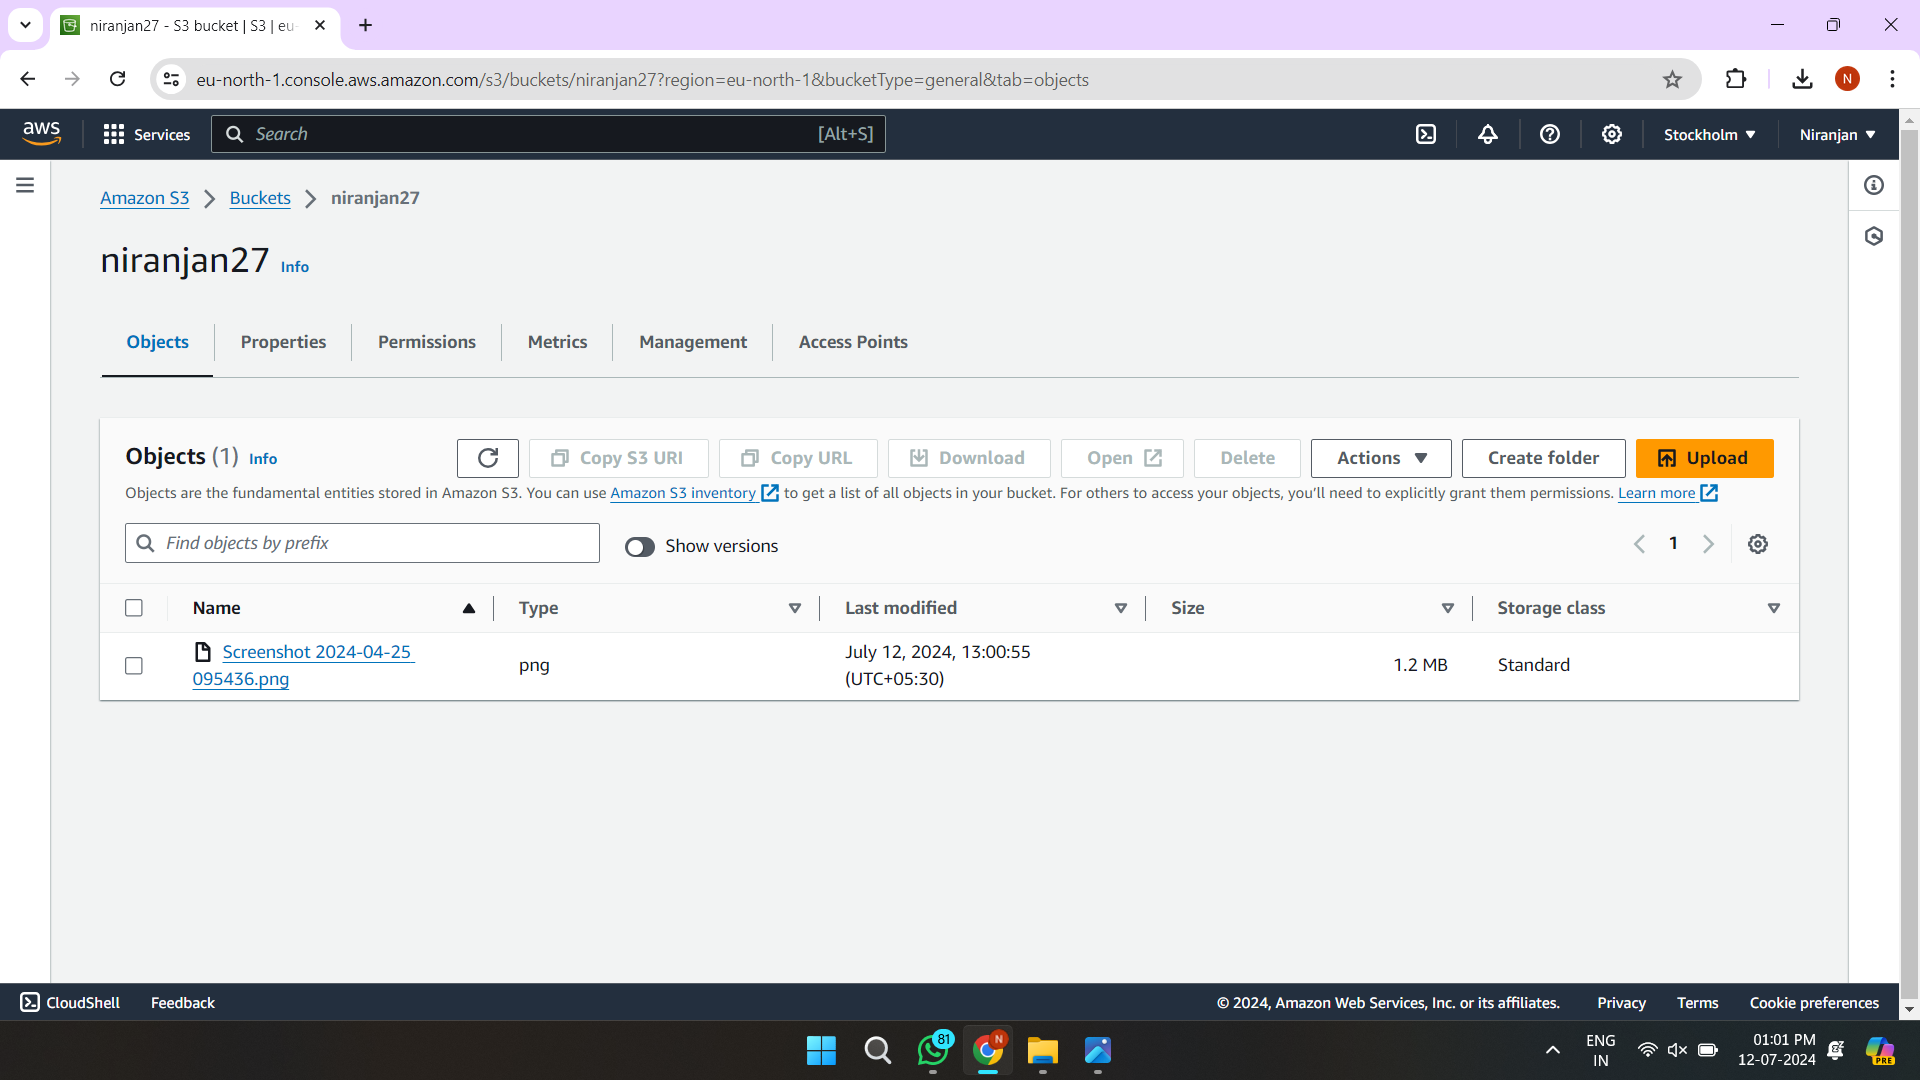 niranjan27 - S3 bucket | S3 | eu-
eu-north-1.console.aws.amazon.com/s3/buckets/niranjan27?region=eu-north-1&bucketType=general&tab=objects
N
aws
Services
Search
[Alt+S]
Stockholm
Niranjan
Amazon S3
Buckets
niranjan27
niranjan27 Info
Objects
Properties
Permissions
Metrics
Management
Access Points
Objects (1) Info
Copy S3 URI
Copy URL
Download
Open
Delete
Actions
Create folder
Upload
Objects are the fundamental entities stored in Amazon S3. You can use Amazon S3 inventory to get a list of all objects in your bucket. For others to access your objects, you'll need to explicitly grant them permissions. Learn more
Find objects by prefix
Show versions
1
Name
Type
Last modified
Size
Storage class
Screenshot 2024-04-25
095436.png
png
July 12, 2024, 13:00:55
(UTC+05:30)
1.2 MB
Standard
CloudShell
Feedback
© 2024, Amazon Web Services, Inc. or its affiliates.
Privacy
Terms
Cookie preferences
81
N
ENG
IN
01:01 PM
12-07-2024
PRE